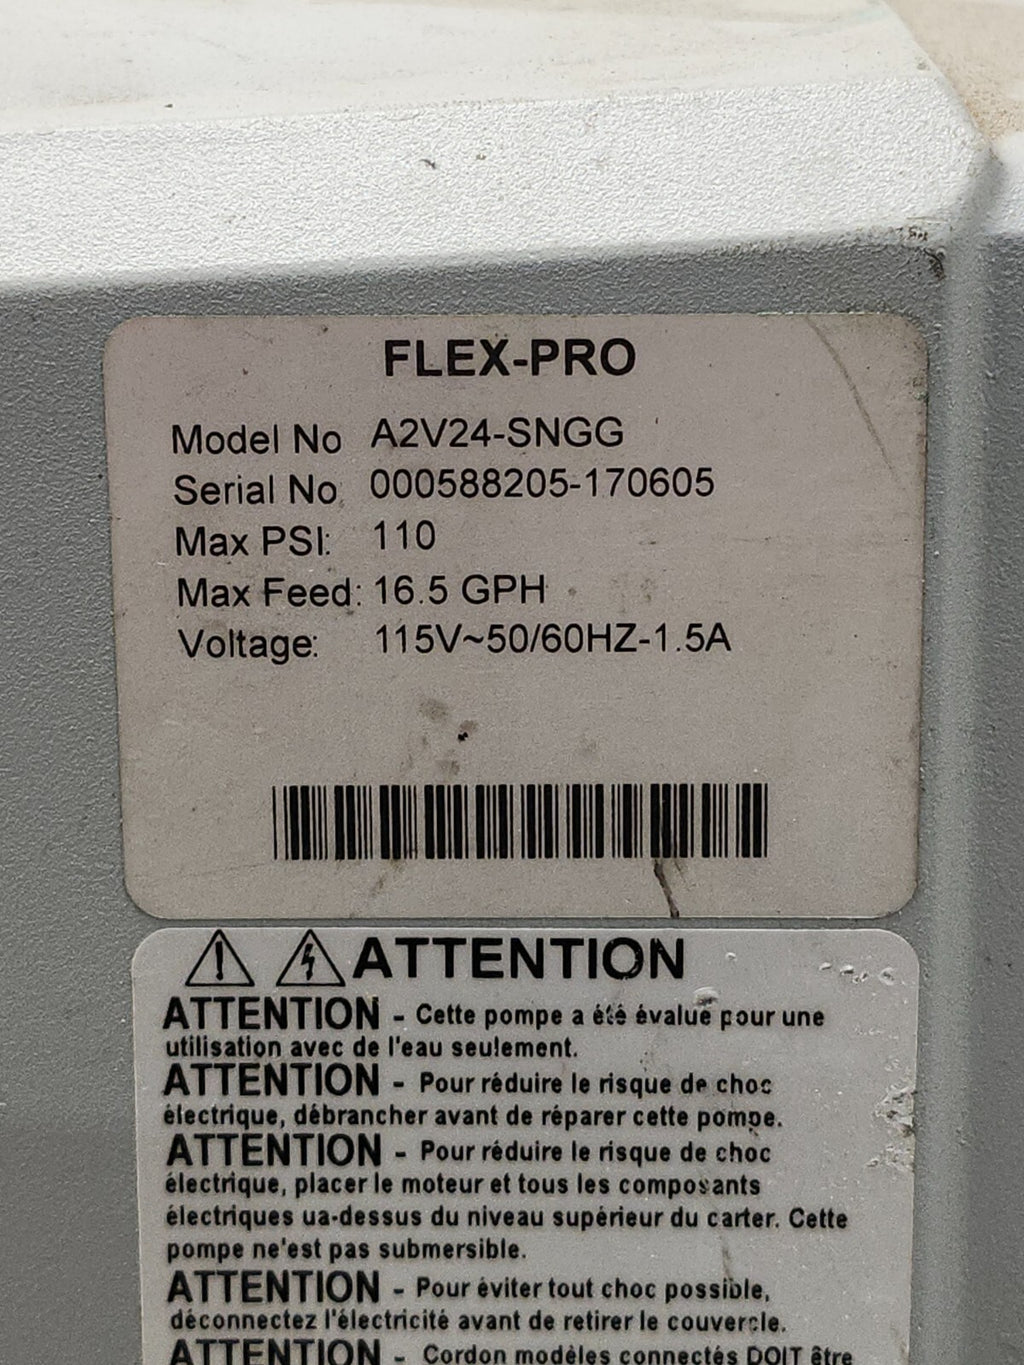 FLEX-PRO
Model No A2V24-SNGG
Serial No 000588205-170605
Max PSI: 110
Max Feed: 16.5 GPH
Voltage: 115V~50/60HZ-1.5A
ATTENTION
ATTENTION - Cette pompe a été évalué pour une
utilisation avec de l'eau seulement.
ATTENTION - Pour réduire le risque de choc
électrique, débrancher avant de réparer cette pompe.
ATTENTION - Pour réduire le risque de choc
électrique, placer le moteur et tous les composants
électriques ua-dessus du niveau supérieur du carter. Cette
pompe ne'est pas submersible.
ATTENTION - Pour éviter tout choc possible,
déconnectez l'électricité avant de retirer le couvercle.
ATTENTION - Cordon modèles connectés DOIT être